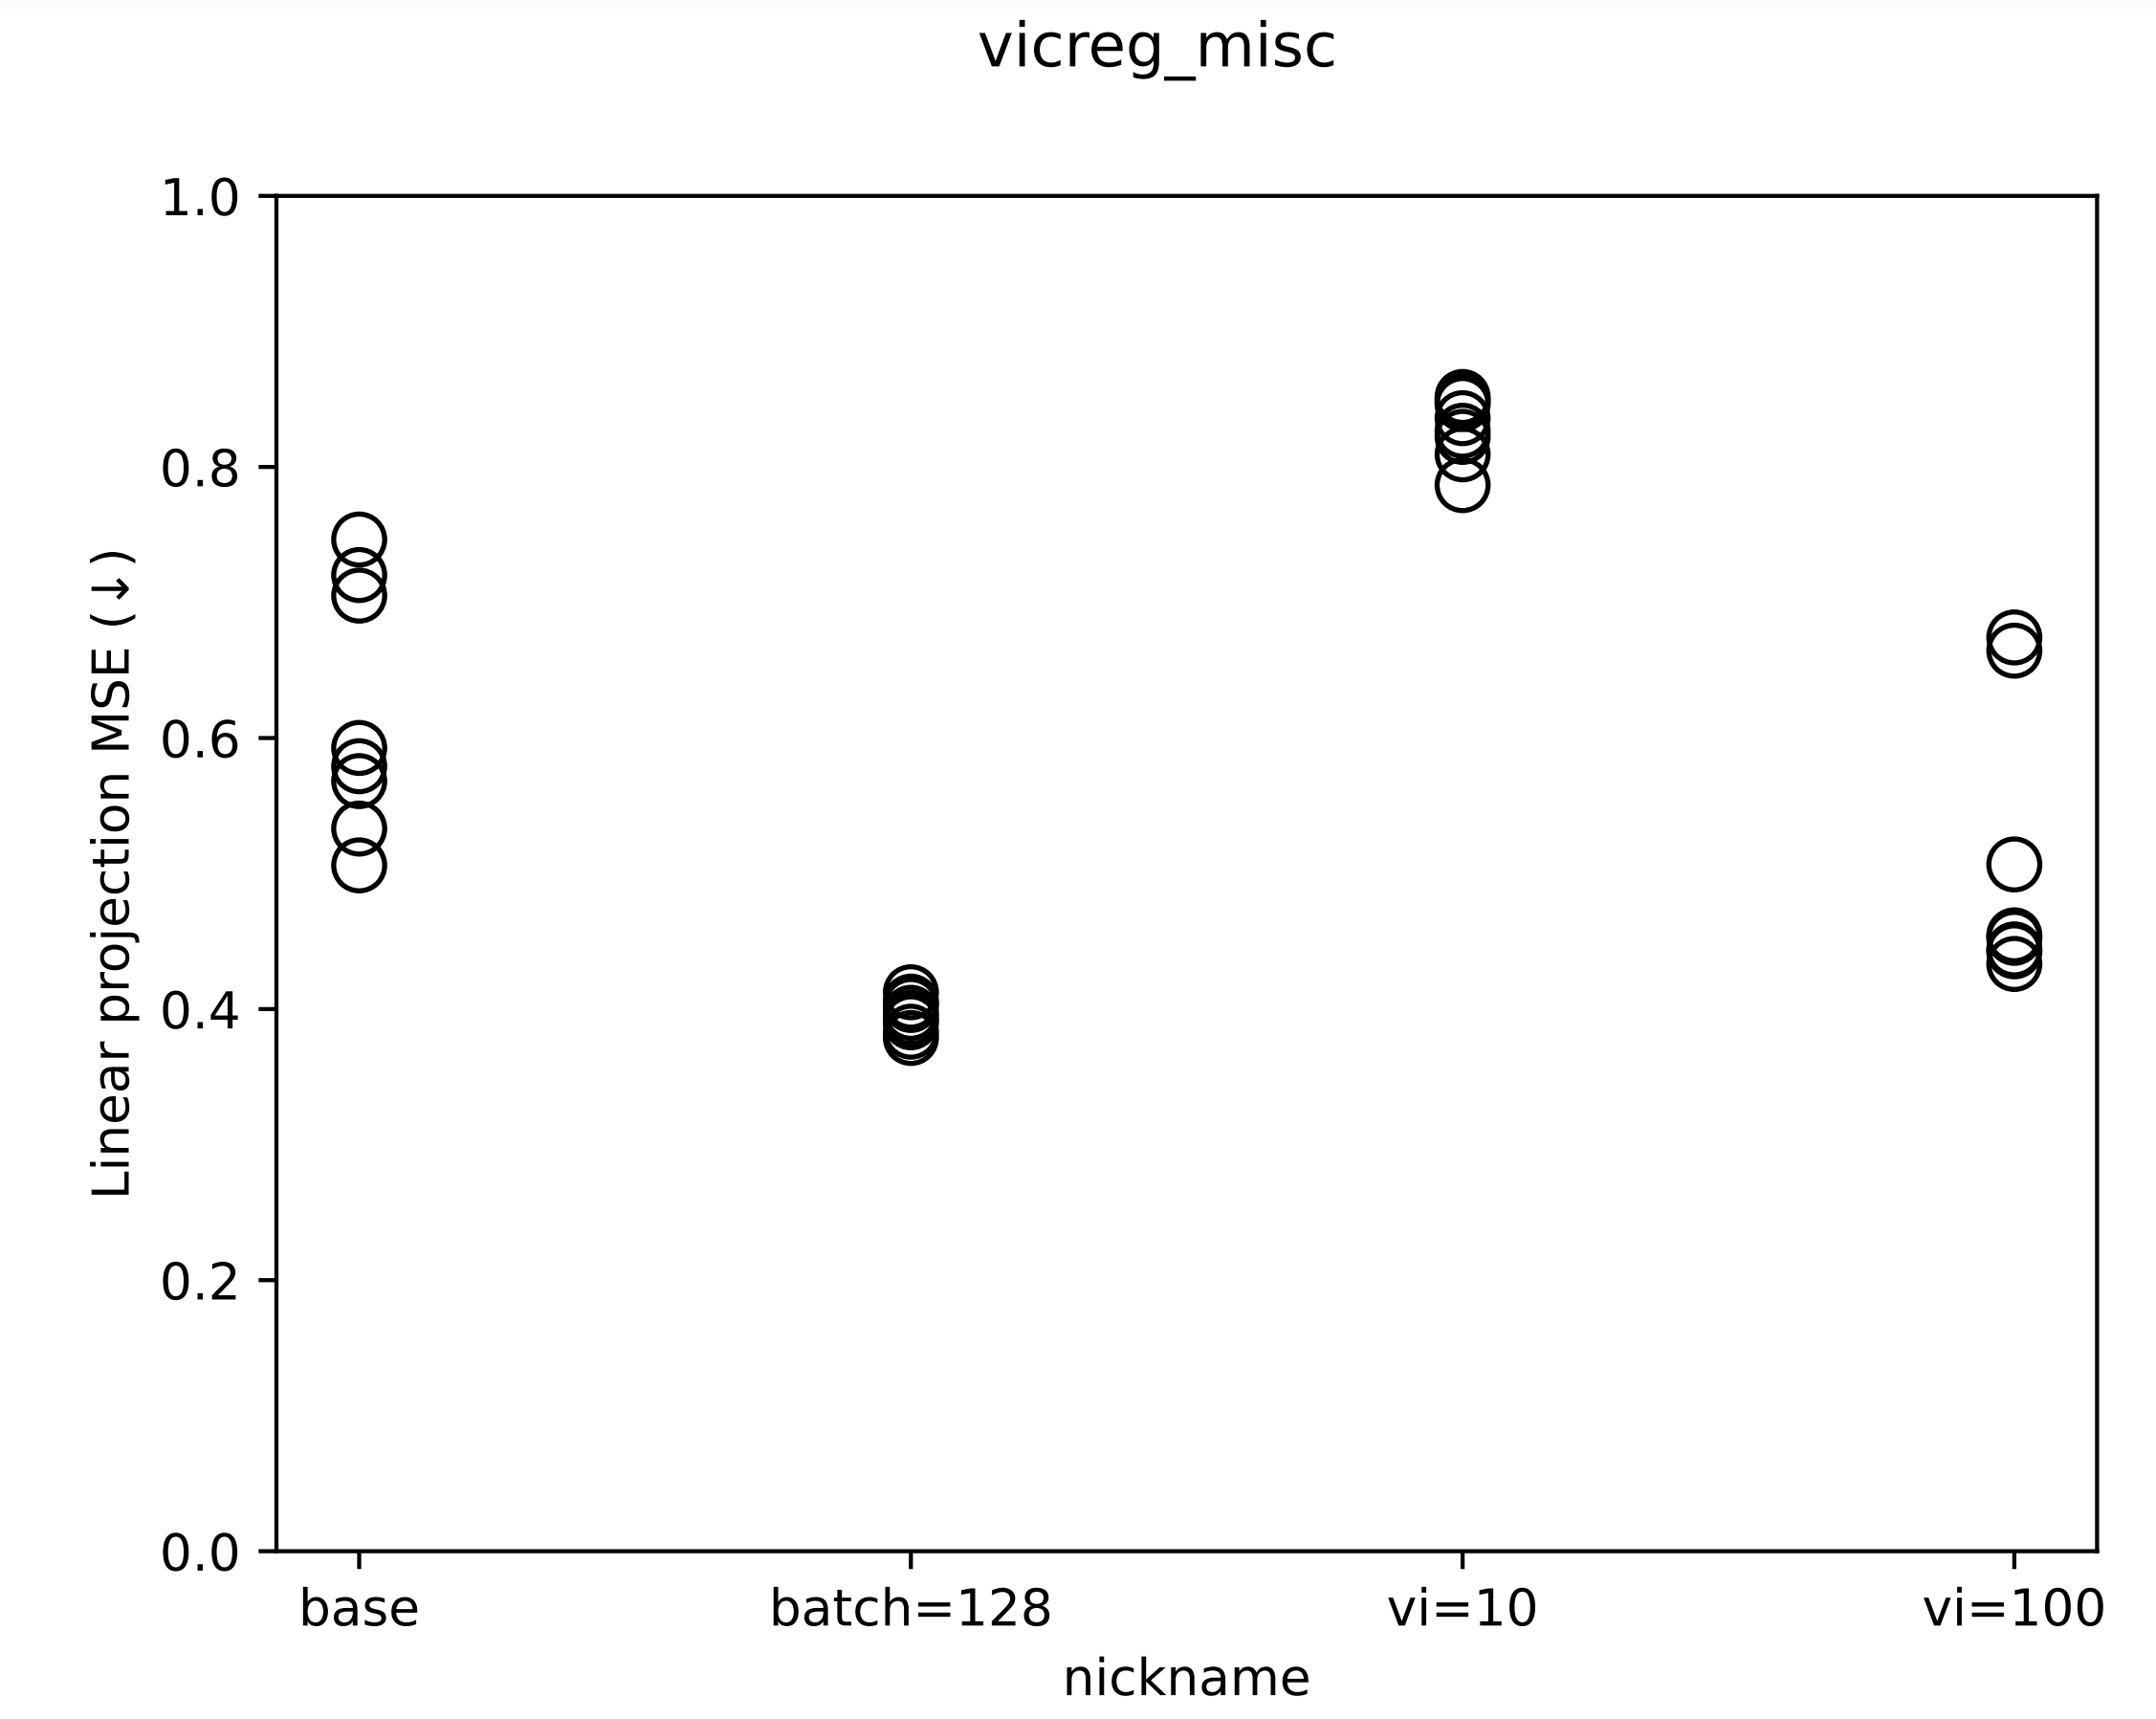 vicreg_misc
1.0
0.8
0.6
0.4
0.2
0.0
Linear projection MSE (↓)
base batch=128 vi=10 vi=100
nickname